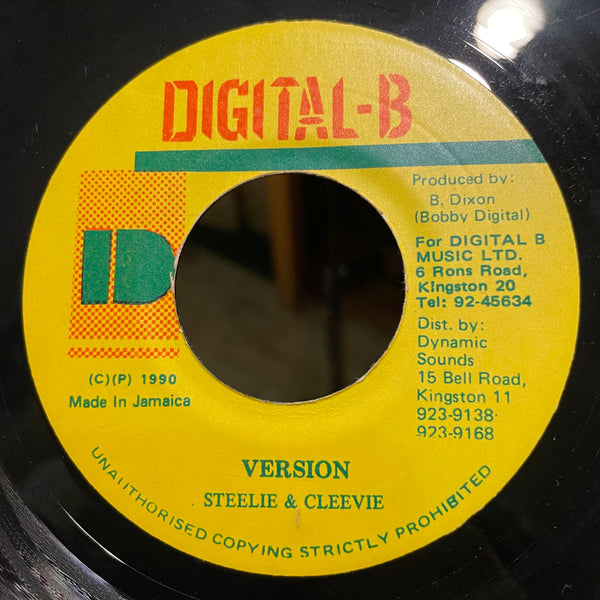 DIGITAL-B
Produced by:
B. Dixon
(Bobby Digital)
For DIGITAL B
MUSIC LTD.
6 Rons Road,
Kingston 20
Tel: 92-45634
Dist. by:
Dynamic
Sounds
15 Bell Road,
Kingston 11
923-9138
923-9168
D
(C)(P) 1990
Made In Jamaica
VERSION
STEELIE & CLEEVIE
UNAUTHORISED COPYING STRICTLY PROHIBITED